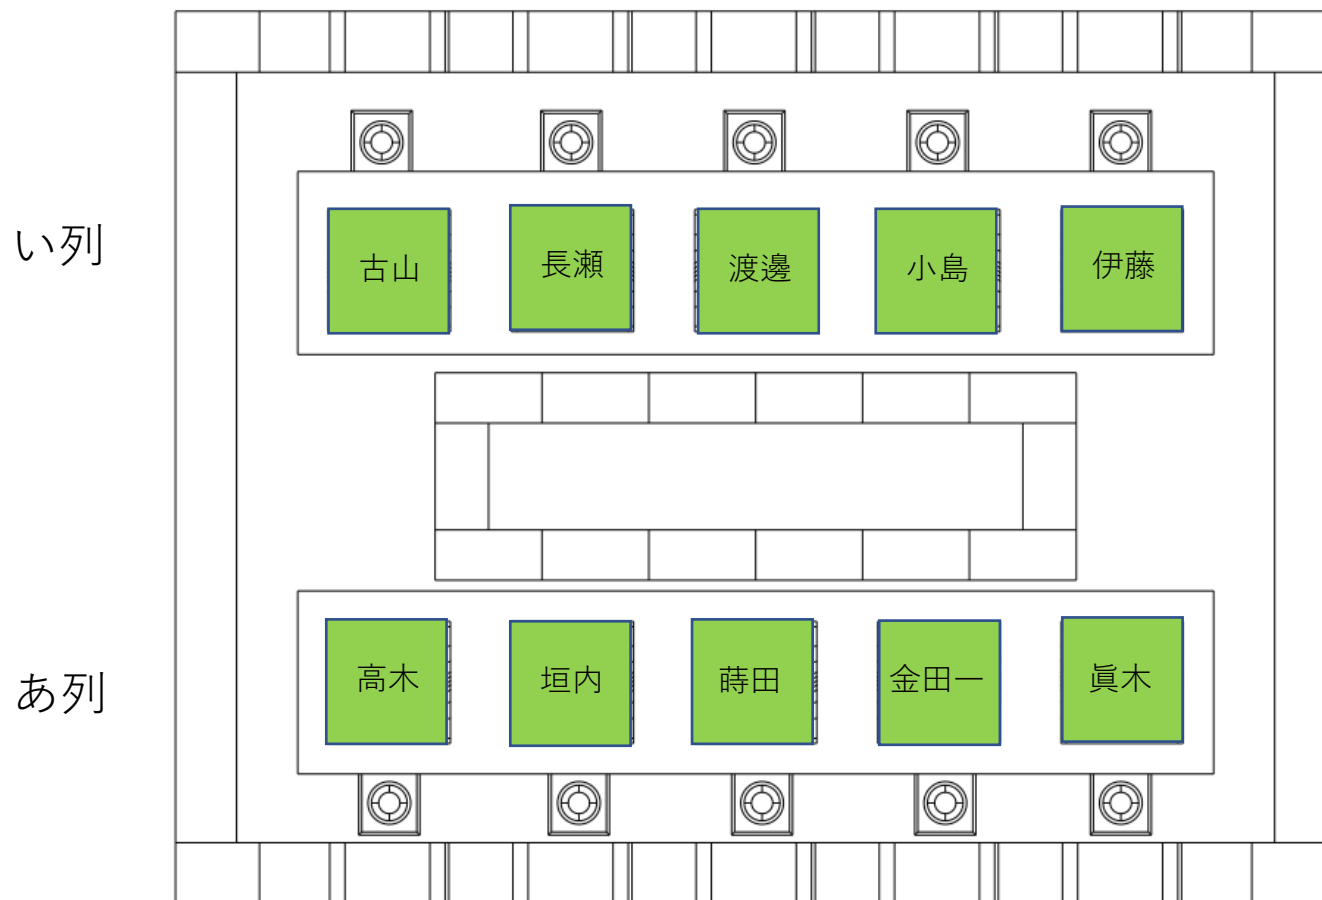 い列
古山
長瀬
渡邊
小島
伊藤
あ列
高木
垣内
蒔田
金田一
眞木